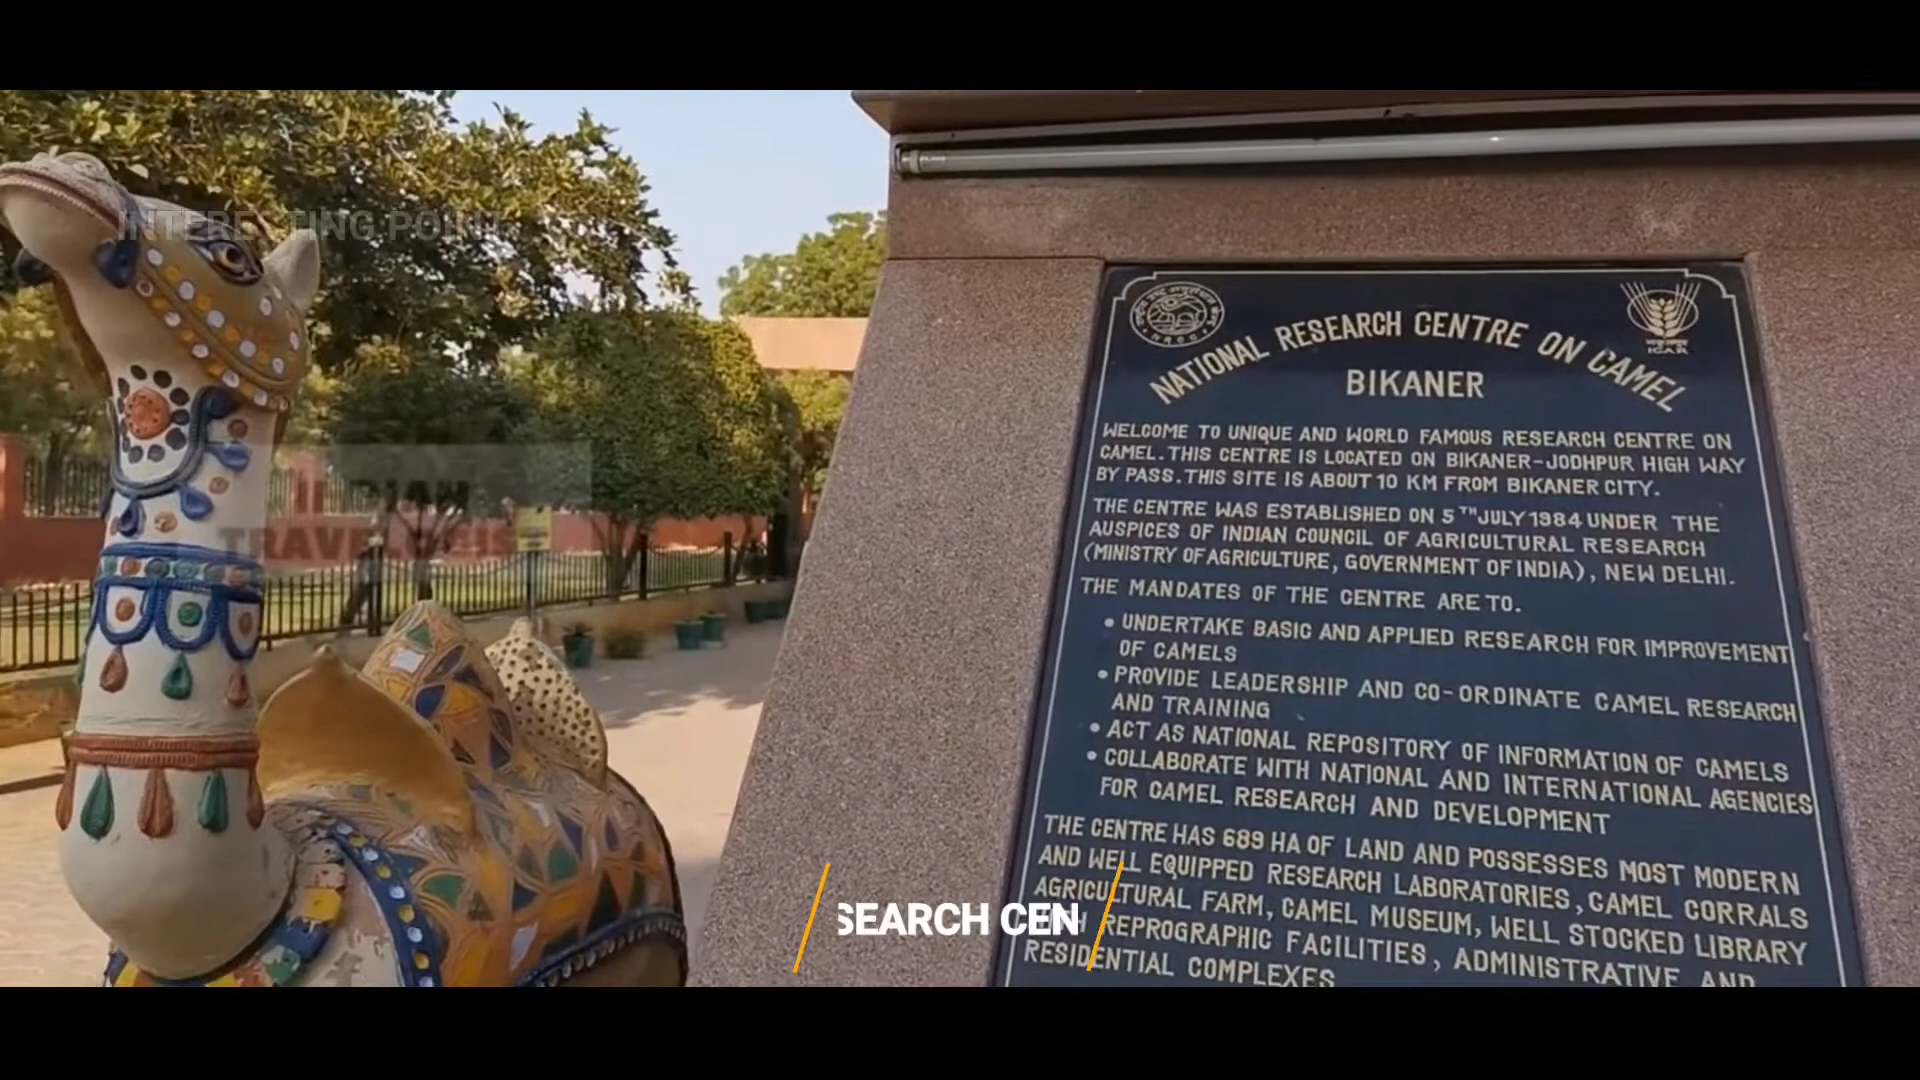 INTERESTING POINT
INDIAN
TRAVELOGIST
NATIONAL RESEARCH CENTRE ON CAMEL
BIKANER
N R C C
ICAR
WELCOME TO UNIQUE AND WORLD FAMOUS RESEARCH CENTRE ON
CAMEL. THIS CENTRE IS LOCATED ON BIKANER-JODHPUR HIGH WAY
BY PASS. THIS SITE IS ABOUT 10 KM FROM BIKANER CITY.
THE CENTRE WAS ESTABLISHED ON 5TH JULY 1984 UNDER THE
AUSPICES OF INDIAN COUNCIL OF AGRICULTURAL RESEARCH
(MINISTRY OF AGRICULTURE, GOVERNMENT OF INDIA), NEW DELHI.
THE MANDATES OF THE CENTRE ARE TO.
• UNDERTAKE BASIC AND APPLIED RESEARCH FOR IMPROVEMENT
OF CAMELS
• PROVIDE LEADERSHIP AND CO-ORDINATE CAMEL RESEARCH
AND TRAINING
• ACT AS NATIONAL REPOSITORY OF INFORMATION OF CAMELS
• COLLABORATE WITH NATIONAL AND INTERNATIONAL AGENCIES
FOR CAMEL RESEARCH AND DEVELOPMENT
THE CENTRE HAS 689 HA OF LAND AND POSSESSES MOST MODERN
AND WELL EQUIPPED RESEARCH LABORATORIES, CAMEL CORRALS
AGRICULTURAL FARM, CAMEL MUSEUM, WELL STOCKED LIBRARY
REPROGRAPHIC FACILITIES, ADMINISTRATIVE AND
RESIDENTIAL COMPLEXES
SEARCH CEN